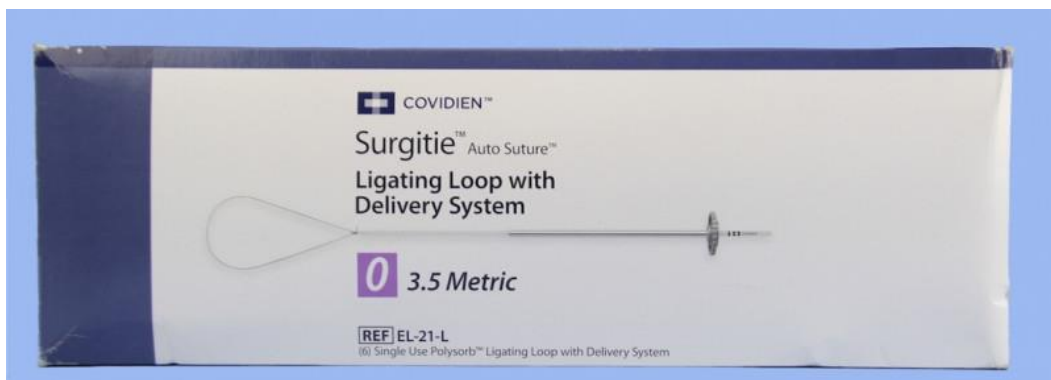 COVIDIEN™
Surgitie™ Auto Suture™
Ligating Loop with
Delivery System
0 3.5 Metric
REF EL-21-L
(6) Single Use Polysorb™ Ligating Loop with Delivery System